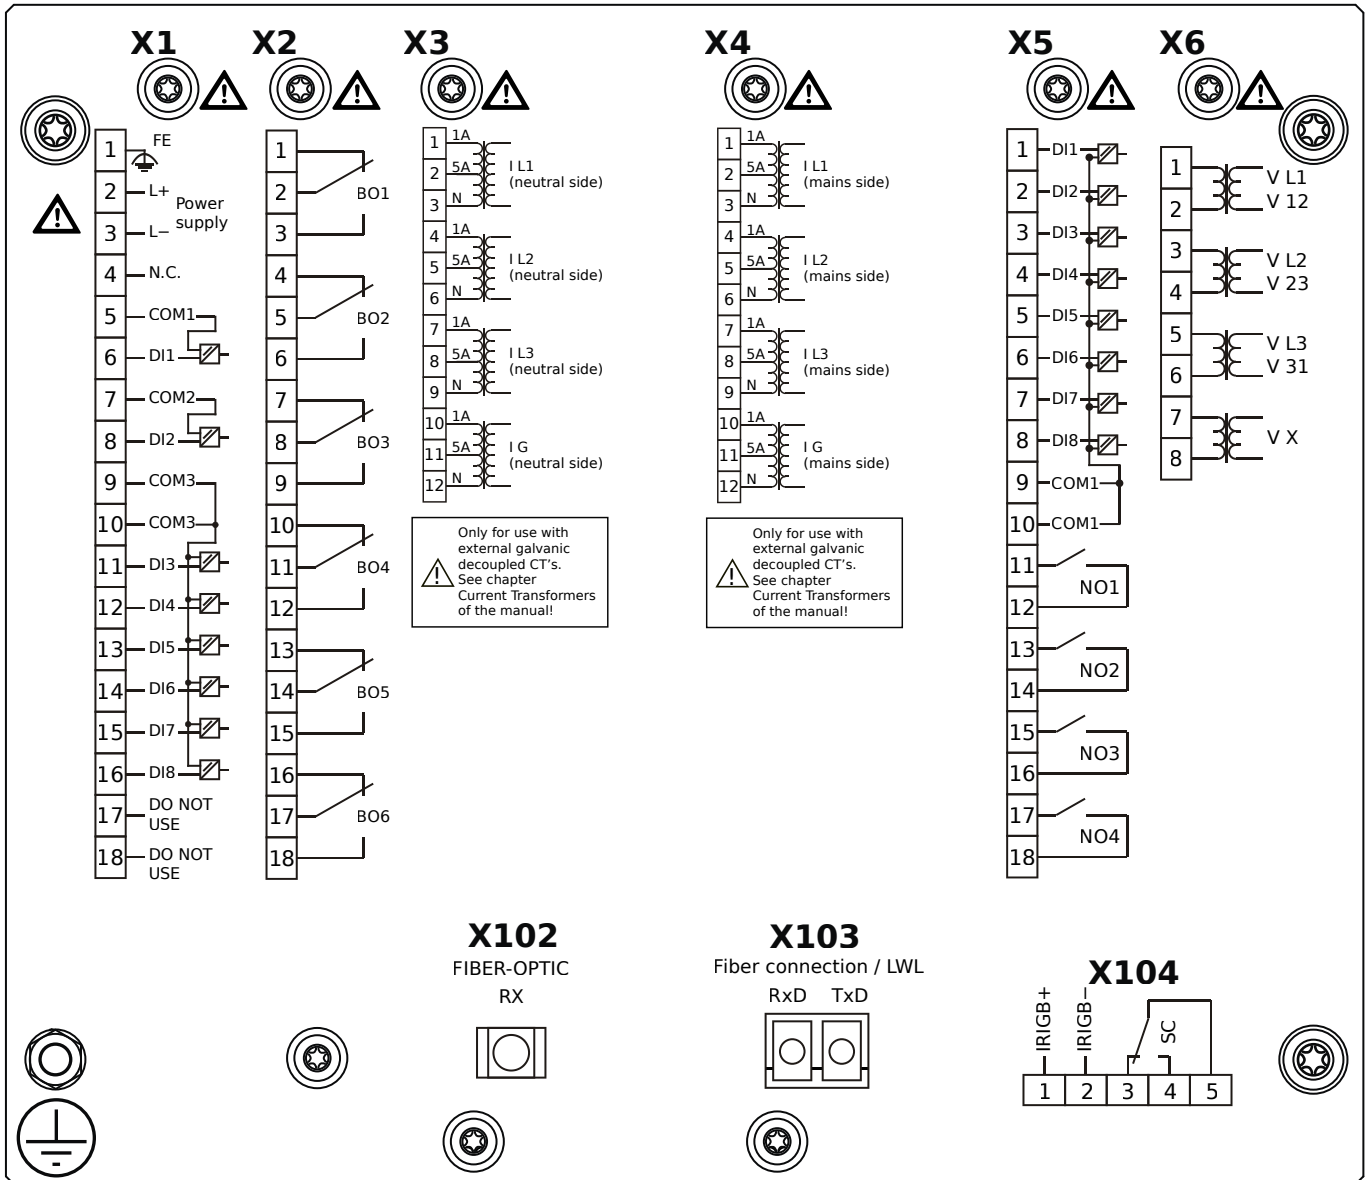 X1
X2
X3
X4
X5
X6
1 FE
2 L+
Power
supply
3 L−
4 N.C.
5 COM1
6 DI1
7 COM2
8 DI2
9 COM3
10 COM3
11 DI3
12 DI4
13 DI5
14 DI6
15 DI7
16 DI8
17 DO NOT
USE
18 DO NOT
USE
1
2 BO1
3
4
5 BO2
6
7
8 BO3
9
10
11 BO4
12
13
14 BO5
15
16
17 BO6
18
1 1A
2 5A
3 N
I L1
(neutral side)
4 1A
5 5A
6 N
I L2
(neutral side)
7 1A
8 5A
9 N
I L3
(neutral side)
10 1A
11 5A
12 N
I G
(neutral side)
Only for use with
external galvanic
decoupled CT's.
See chapter
Current Transformers
of the manual!
1 1A
2 5A
3 N
I L1
(mains side)
4 1A
5 5A
6 N
I L2
(mains side)
7 1A
8 5A
9 N
I L3
(mains side)
10 1A
11 5A
12 N
I G
(mains side)
Only for use with
external galvanic
decoupled CT's.
See chapter
Current Transformers
of the manual!
1 DI1
2 DI2
3 DI3
4 DI4
5 DI5
6 DI6
7 DI7
8 DI8
9 COM1
10 COM1
11
NO1
12
13
NO2
14
15
NO3
16
17
NO4
18
1
V L1
2
V 12
3
V L2
4
V 23
5
V L3
6
V 31
7
V X
8
X102
FIBER-OPTIC
RX
X103
Fiber connection / LWL
RxD TxD
X104
IRIGB+
IRIGB−
SC
1 2 3 4 5